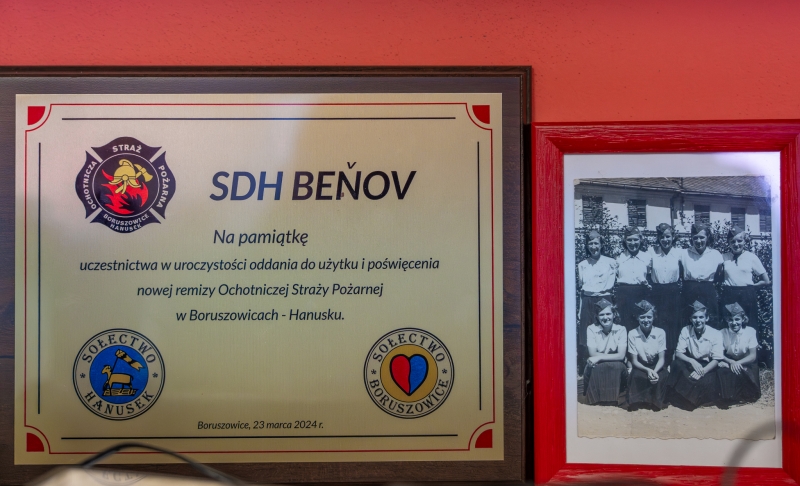 STRAŻ
OCHOTNICZA
POŻARNA
BORUSZOWICE
HANUSEK
SDH BEŇOV
Na pamiątkę
uczestnictwa w uroczystości oddania do użytku i poświęcenia
nowej remizy Ochotniczej Straży Pożarnej
w Boruszowicach - Hanusku.
SOŁECTWO
HANUSEK
SOŁECTWO
BORUSZOWICE
Boruszowice, 23 marca 2024 r.